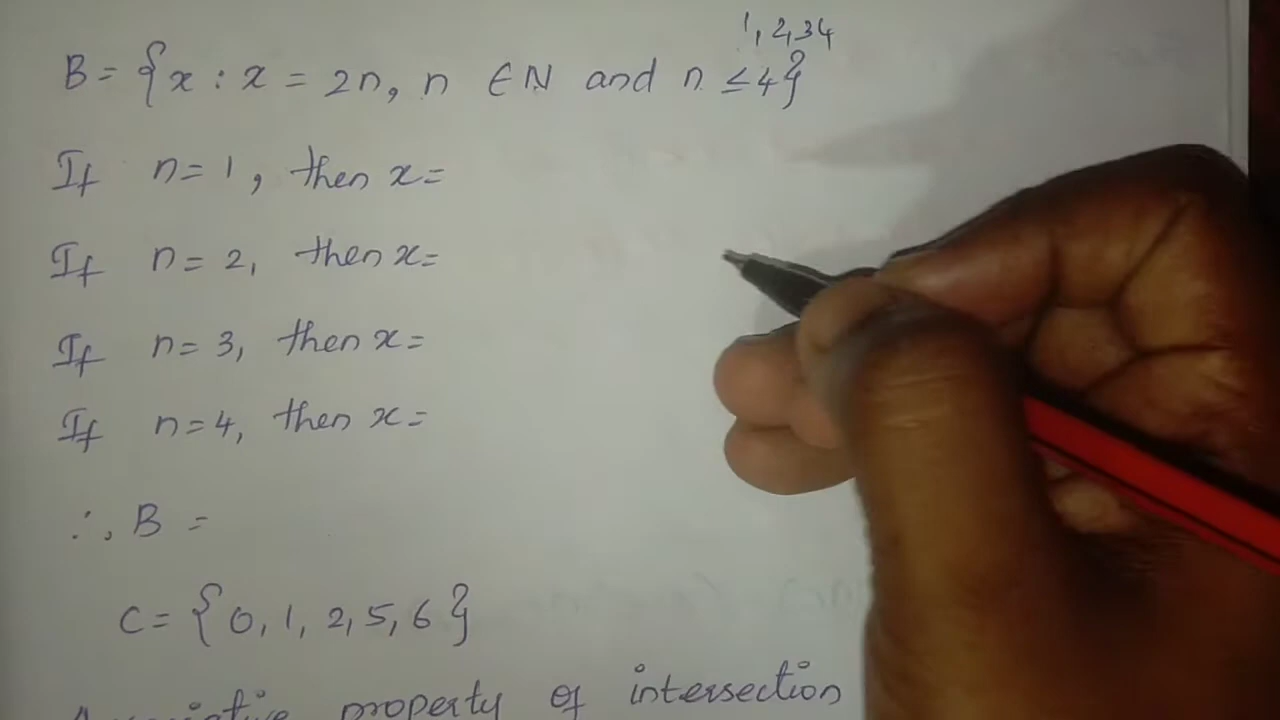 1, 2, 3 4
B = {x : x = 2n, n ∈ N and n ≤ 4}
If n = 1, then x =
If n = 2, then x =
If n = 3, then x =
If n = 4, then x =
∴, B =
C = {0, 1, 2, 5, 6}
property of intersection